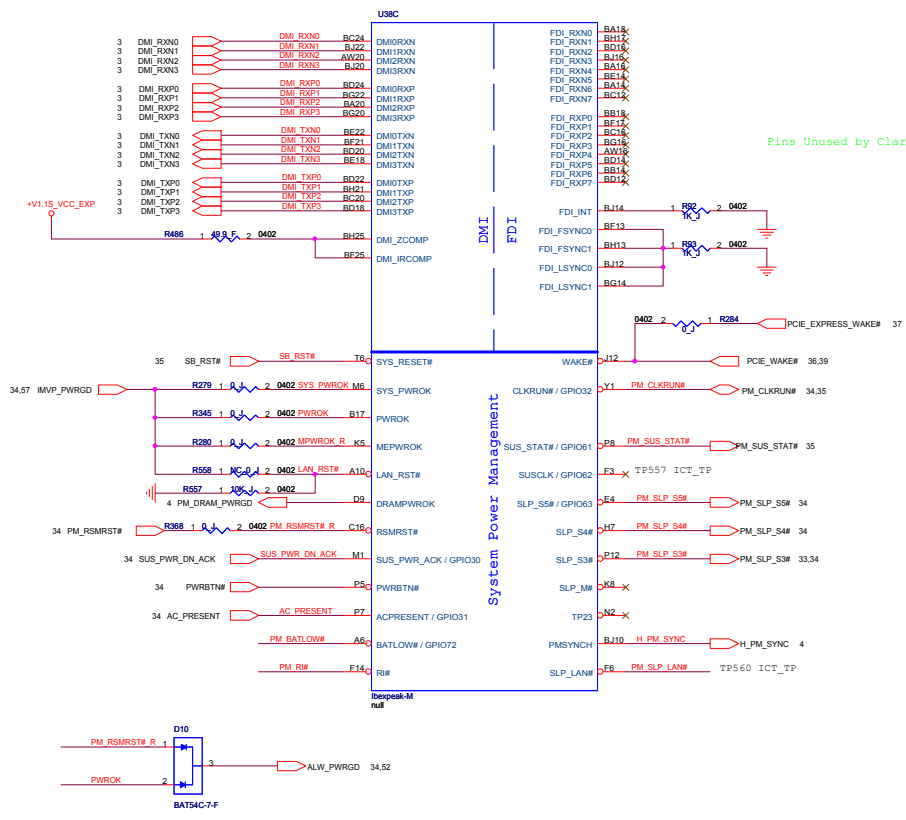 U38C
3 DMI_RXN0 DMI_RXN0 BC24 DMI0RXN FDI_RXN0 BA18
3 DMI_RXN1 DMI_RXN1 BJ22 DMI1RXN FDI_RXN1 BH17
3 DMI_RXN2 DMI_RXN2 AW20 DMI2RXN FDI_RXN2 BD16
3 DMI_RXN3 DMI_RXN3 BJ20 DMI3RXN FDI_RXN3 BJ16
FDI_RXN4 BA16
FDI_RXN5 BE14
3 DMI_RXP0 DMI_RXP0 BD24 DMI0RXP FDI_RXN6 BA14
3 DMI_RXP1 DMI_RXP1 BG22 DMI1RXP FDI_RXN7 BC12
3 DMI_RXP2 DMI_RXP2 BA20 DMI2RXP
3 DMI_RXP3 DMI_RXP3 BG20 DMI3RXP FDI_RXP0 BB18
FDI_RXP1 BF17
3 DMI_TXN0 DMI_TXN0 BE22 DMI0TXN FDI_RXP2 BC16
3 DMI_TXN1 DMI_TXN1 BF21 DMI1TXN FDI_RXP3 BG16
3 DMI_TXN2 DMI_TXN2 BD20 DMI2TXN FDI_RXP4 AW16
3 DMI_TXN3 DMI_TXN3 BE18 DMI3TXN FDI_RXP5 BD14
FDI_RXP6 BB14
3 DMI_TXP0 DMI_TXP0 BD22 DMI0TXP FDI_RXP7 BD12
3 DMI_TXP1 DMI_TXP1 BH21 DMI1TXP
3 DMI_TXP2 DMI_TXP2 BC20 DMI2TXP
3 DMI_TXP3 DMI_TXP3 BD18 DMI3TXP
Pins Unused by Clar
+V1.1S_VCC_EXP
DMI
FDI
FDI_INT BJ14 R92 1 2 0402 1K_J
FDI_FSYNC0 BF13
R486 1 49.9_F 2 0402 BH25 DMI_ZCOMP
FDI_FSYNC1 BH13 R93 1 2 0402 1K_J
BF25 DMI_IRCOMP
FDI_LSYNC0 BJ12
FDI_LSYNC1 BG14
0402 2 0_J 1 R284 PCIE_EXPRESS_WAKE# 37
35 SB_RST# SB_RST# T6 SYS_RESET# WAKE# J12 PCIE_WAKE# 36,39
34,57 IMVP_PWRGD R279 1 0_J 2 0402 SYS_PWROK M6 SYS_PWROK CLKRUN# / GPIO32 Y1 PM_CLKRUN# PM_CLKRUN# 34,35
R345 1 0_J 2 0402 PWROK B17 PWROK
R280 1 0_J 2 0402 MPWROK_R K5 MEPWROK SUS_STAT# / GPIO61 P8 PM_SUS_STAT# PM_SUS_STAT# 35
R558 1 NC_0_J 2 0402 LAN_RST# A10 LAN_RST# SUSCLK / GPIO62 F3 TP557 ICT_TP
R557 1 10K_J 2 0402
4 PM_DRAM_PWRGD D9 DRAMPWROK SLP_S5# / GPIO63 E4 PM_SLP_S5# PM_SLP_S5# 34
34 PM_RSMRST# R368 1 0_J 2 0402 PM_RSMRST#_R C16 RSMRST# SLP_S4# H7 PM_SLP_S4# PM_SLP_S4# 34
34 SUS_PWR_DN_ACK SUS_PWR_DN_ACK M1 SUS_PWR_ACK / GPIO30 SLP_S3# P12 PM_SLP_S3# PM_SLP_S3# 33,34
34 PWRBTN# P5 PWRBTN# SLP_M# K8
34 AC_PRESENT AC_PRESENT P7 ACPRESENT / GPIO31 TP23 N2
PM_BATLOW# A6 BATLOW# / GPIO72 PMSYNCH BJ10 H_PM_SYNC H_PM_SYNC 4
PM_RI# F14 RI# SLP_LAN# F6 PM_SLP_LAN# TP560 ICT_TP
System Power Management
Ibexpeak-M
null
D10
PM_RSMRST#_R 1
3 ALW_PWRGD 34,52
PWROK 2
BAT54C-7-F